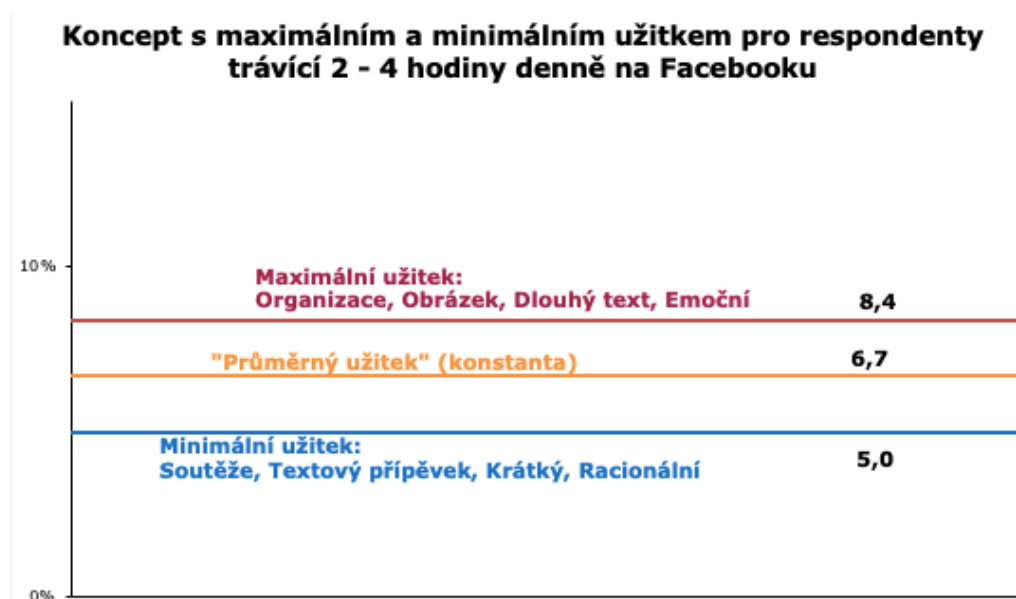 Koncept s maximálním a minimálním užitkem pro respondenty
trávící 2 - 4 hodiny denně na Facebooku
10%
Maximální užitek:
Organizace, Obrázek, Dlouhý text, Emoční
8,4
"Průměrný užitek" (konstanta)
6,7
Minimální užitek:
Soutěže, Textový přípěvek, Krátký, Racionální
5,0
0%